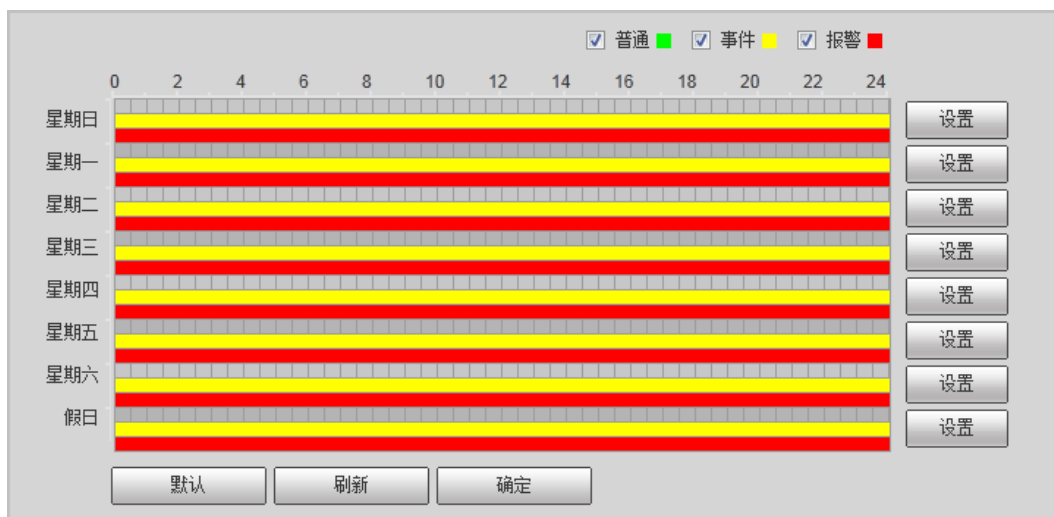 普通 事件 报警
0 2 4 6 8 10 12 14 16 18 20 22 24
星期日 设置
星期一 设置
星期二 设置
星期三 设置
星期四 设置
星期五 设置
星期六 设置
假日 设置
默认 刷新 确定